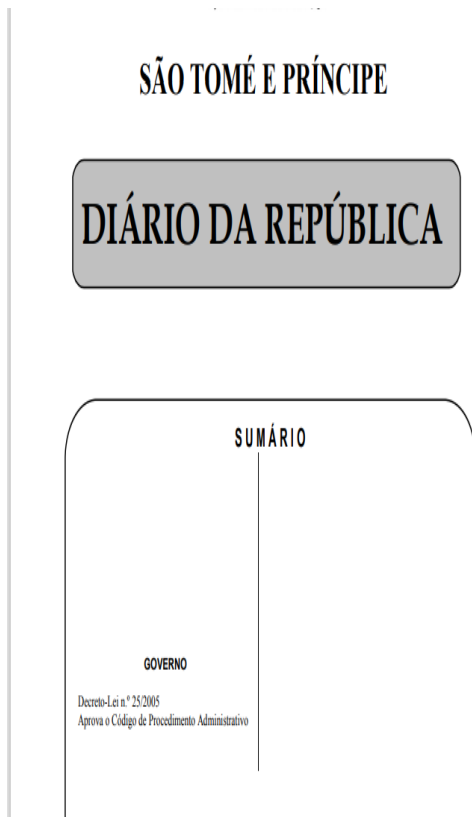 SÃO TOMÉ E PRÍNCIPE
DIÁRIO DA REPÚBLICA
SUMÁRIO
GOVERNO
Decreto-Lei n.º 25/2005
Aprova o Código de Procedimento Administrativo